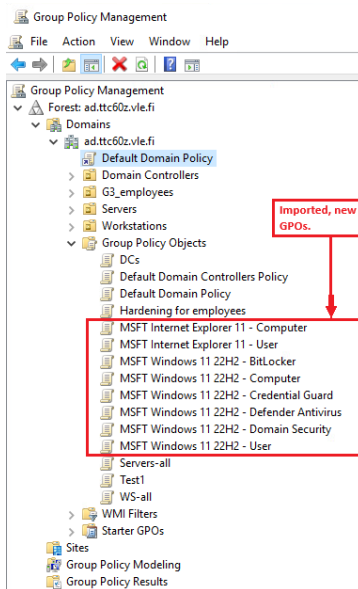 Group Policy Management
File Action View Window Help
Group Policy Management
Forest: ad.ttc60z.vle.fi
Domains
ad.ttc60z.vle.fi
Default Domain Policy
Domain Controllers
G3_employees
Servers
Workstations
Imported, new
GPOs.
Group Policy Objects
DCs
Default Domain Controllers Policy
Default Domain Policy
Hardening for employees
MSFT Internet Explorer 11 - Computer
MSFT Internet Explorer 11 - User
MSFT Windows 11 22H2 - BitLocker
MSFT Windows 11 22H2 - Computer
MSFT Windows 11 22H2 - Credential Guard
MSFT Windows 11 22H2 - Defender Antivirus
MSFT Windows 11 22H2 - Domain Security
MSFT Windows 11 22H2 - User
Servers-all
Test1
WS-all
WMI Filters
Starter GPOs
Sites
Group Policy Modeling
Group Policy Results